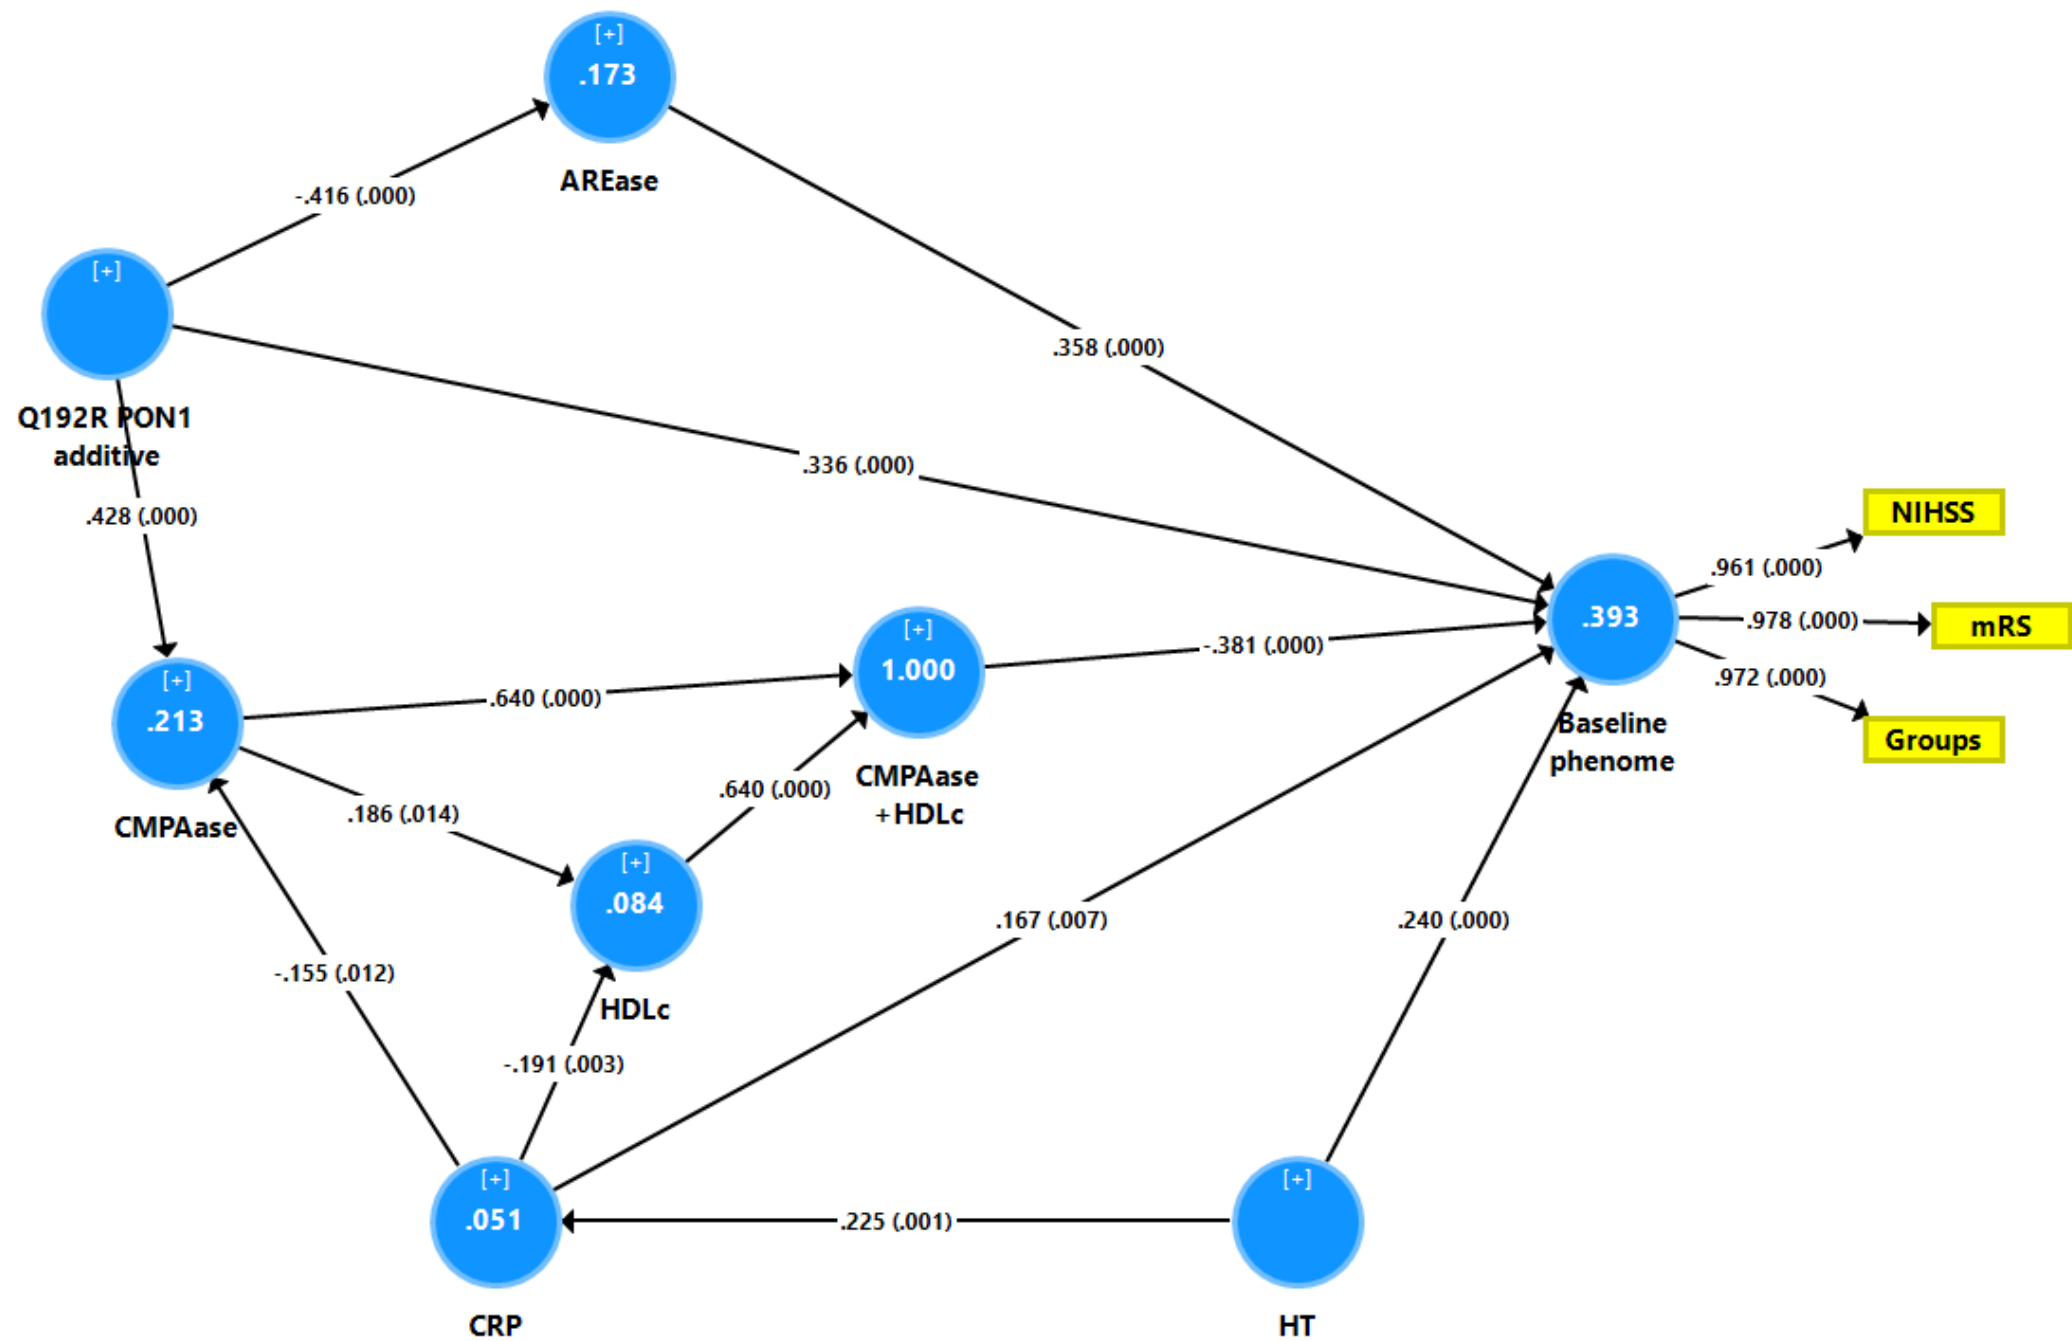 [+]
.173
AREase
-.416 (.000)
[+]
Q192R PON1
additive
.358 (.000)
.336 (.000)
.428 (.000)
NIHSS
.961 (.000)
[+]
1.000
CMPAase
+HDLc
-.381 (.000)
.393
Baseline
phenome
.978 (.000)
mRS
.972 (.000)
Groups
[+]
.213
CMPAase
.640 (.000)
.640 (.000)
.186 (.014)
[+]
.084
HDLc
.167 (.007)
.240 (.000)
-.155 (.012)
-.191 (.003)
[+]
.051
CRP
.225 (.001)
[+]
HT